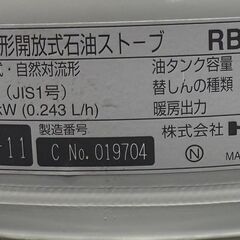 形開放式石油ストーブ RB
式・自然対流形 油タンク容量
(JIS1号) 替しんの種類
kW (0.243 L/h) 暖房出力
製造番号 株式会
-11 C No.019704
N MA